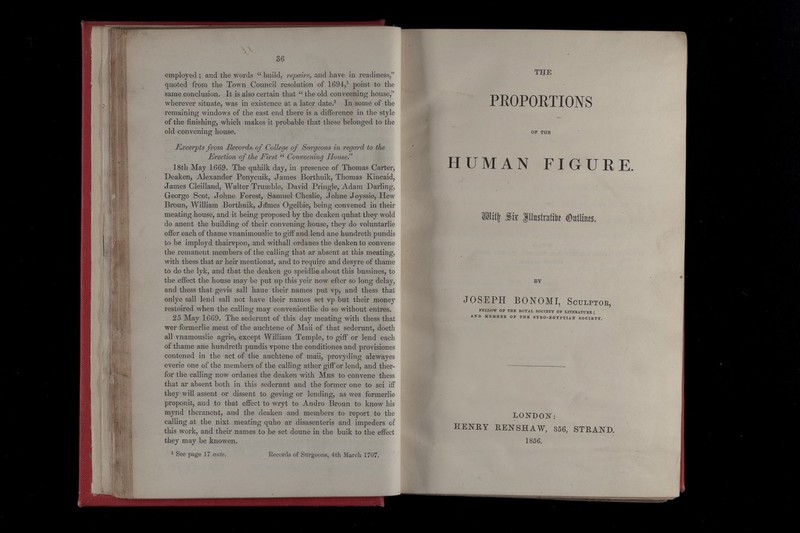 36
employed; and the words “build, repaire, and have in readiness,”
quoted from the Town Council resolution of 1694,¹ point to the
same conclusion. It is also certain that “the old conveening house,”
wherever situate, was in existence at a later date.² In some of the
remaining windows of the east end there is a difference in the style
of the finishing, which makes it probable that these belonged to the
old convening house.
Excerpts from Records of College of Surgeons in regard to the
Erection of the First “Conveening House.”
18th May 1669. The quhilk day, in presence of Thomas Carter,
Deaken, Alexander Penycuik, James Borthuik, Thomas Kincaid,
James Cleilland, Walter Trumble, David Pringle, Adam Darling,
George Scot, Johne Forest, Samuel Cheslie, Johne Joyssie, Hew
Broun, William Borthuik, James Ogelbie, being convened in their
meating house, and it being proposed by the deaken quhat they wold
do anent the building of their convening house, they do voluntarlie
offer each of thame vnanimouslie to giff and lend ane hundreth pundis
to be imployd thairvpon, and withall ordanes the deaken to convene
the remanent members of the calling that ar absent at this meating,
with thess that ar heir mentionat, and to require and desyre of thame
to do the lyk, and that the deaken go speidlie about this bussines, to
the effect the house may be put up this yeir now efter so long delay,
and thess that gevis sall haue their names put vp, and thess that
onlye sall lend sall not have their names set vp but their money
restoired when the calling may convenientlie do so without entrés.
25 May 1669. The sederunt of this day meating with thess that
wer formerlie meat of the auchtene of Maii of that sederunt, doeth
all vnamouslie agrie, except William Temple, to giff or lend each
of thame ane hundreth pundis vpone the conditiones and provisiones
contened in the act of the auchtene of maii, provyding alewayes
everie one of the members of the calling ather giff or lend, and ther-
for the calling now ordanes the deaken with Mns to convene thess
that ar absent both in this sederunt and the former one to sei iff
they will assent or dissent to geving or lending, as wes formerlie
proponit, and to that effect to wryt to Andro Broun to know his
mynd theranent, and the deaken and members to report to the
calling at the nixt meating quho ar disasenteris and impeders of
this work, and their names to be set doune in the buik to the effect
they may be knowen.
¹ See page 17 ante. Records of Surgeons, 4th March 1707.
THE
PROPORTIONS
OF THE
HUMAN FIGURE.
With Six Illustrative Outlines.
BY
JOSEPH BONOMI, SCULPTOR,
FELLOW OF THE ROYAL SOCIETY OF LITERATURE;
AND MEMBER OF THE SYRO-EGYPTIAN SOCIETY.
LONDON:
HENRY RENSHAW, 356, STRAND.
1856.